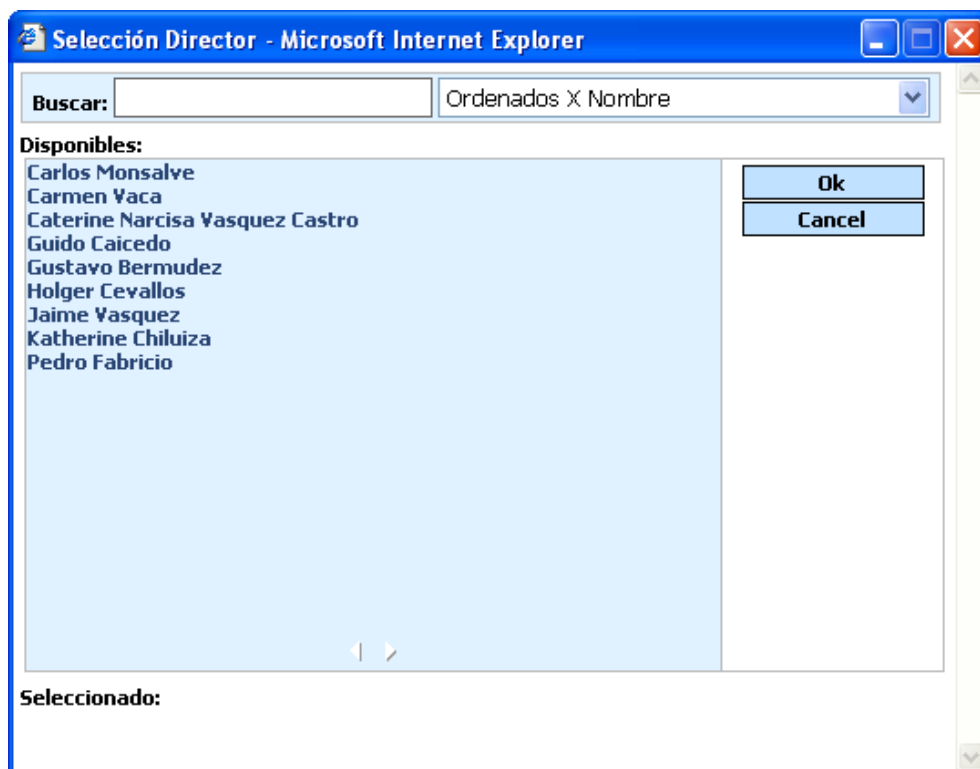 Selección Director - Microsoft Internet Explorer
Buscar:
Ordenados X Nombre
Disponibles:
Carlos Monsalve
Carmen Vaca
Caterine Narcisa Vasquez Castro
Guido Caicedo
Gustavo Bermudez
Holger Cevallos
Jaime Vasquez
Katherine Chiluiza
Pedro Fabricio
Ok
Cancel
Seleccionado: